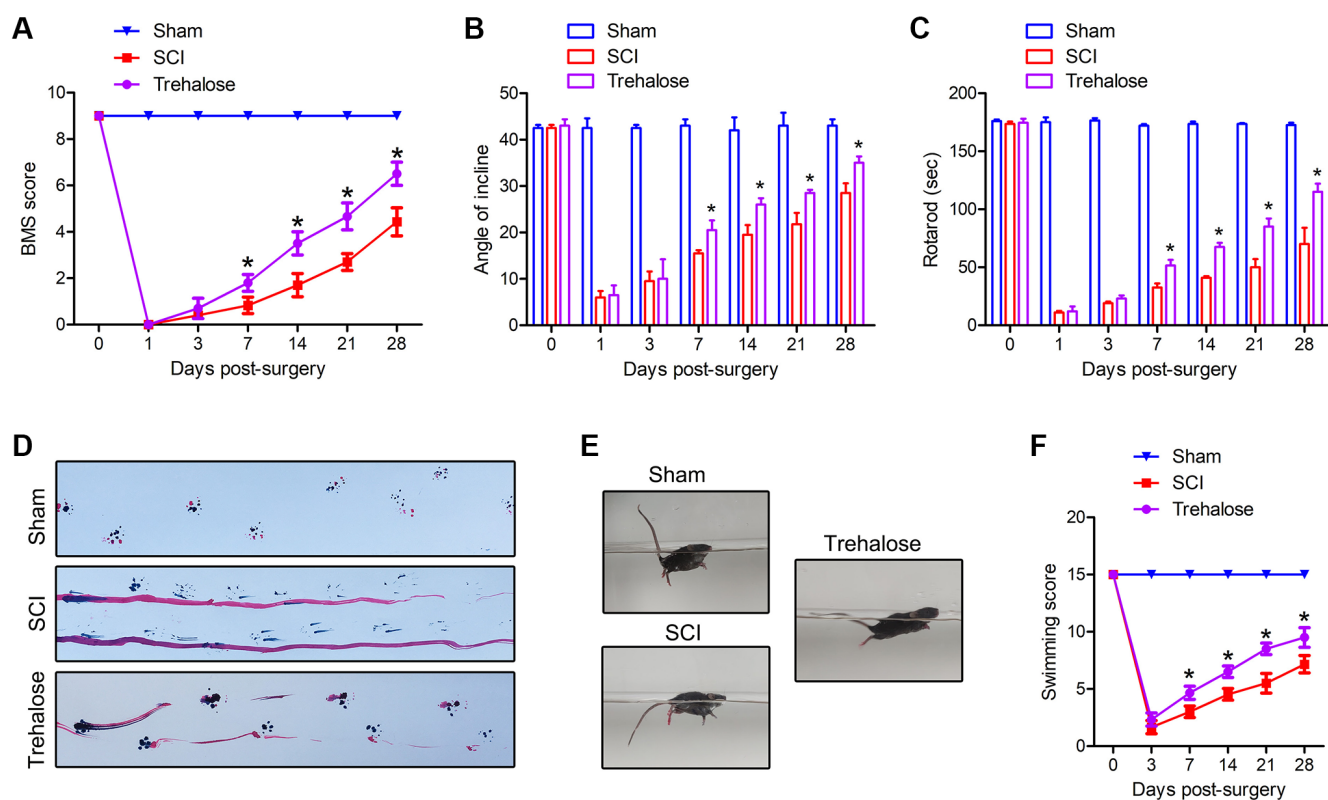 A
Sham
SCI
Trehalose
BMS score
10
8
6
4
2
0
* * * *
0 1 3 7 14 21 28
Days post-surgery
B
Sham
SCI
Trehalose
Angle of incline
50
40
30
20
10
0
* * * *
0 1 3 7 14 21 28
Days post-surgery
C
Sham
SCI
Trehalose
Rotarod (sec)
200
150
100
50
0
* * * *
0 1 3 7 14 21 28
Days post-surgery
D
Sham
SCI
Trehalose
E
Sham
SCI
Trehalose
F
Sham
SCI
Trehalose
Swimming score
20
15
10
5
0
* * * *
0 3 7 14 21 28
Days post-surgery